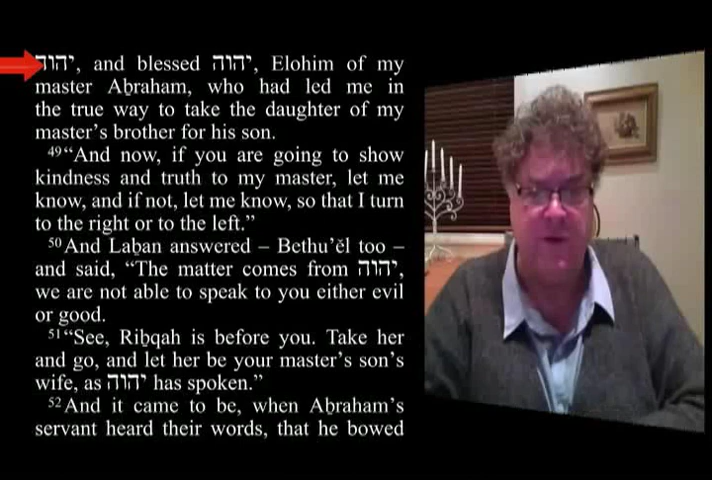 יהוה, and blessed יהוה, Elohim of my
master Aḇraham, who had led me in
the true way to take the daughter of my
master’s brother for his son.
⁴⁹“And now, if you are going to show
kindness and truth to my master, let me
know, and if not, let me know, so that I turn
to the right or to the left.”
⁵⁰And Laḇan answered – Bethu’ĕl too –
and said, “The matter comes from יהוה,
we are not able to speak to you either evil
or good.
⁵¹“See, Riḇqah is before you. Take her
and go, and let her be your master’s son’s
wife, as יהוה has spoken.”
⁵²And it came to be, when Aḇraham’s
servant heard their words, that he bowed